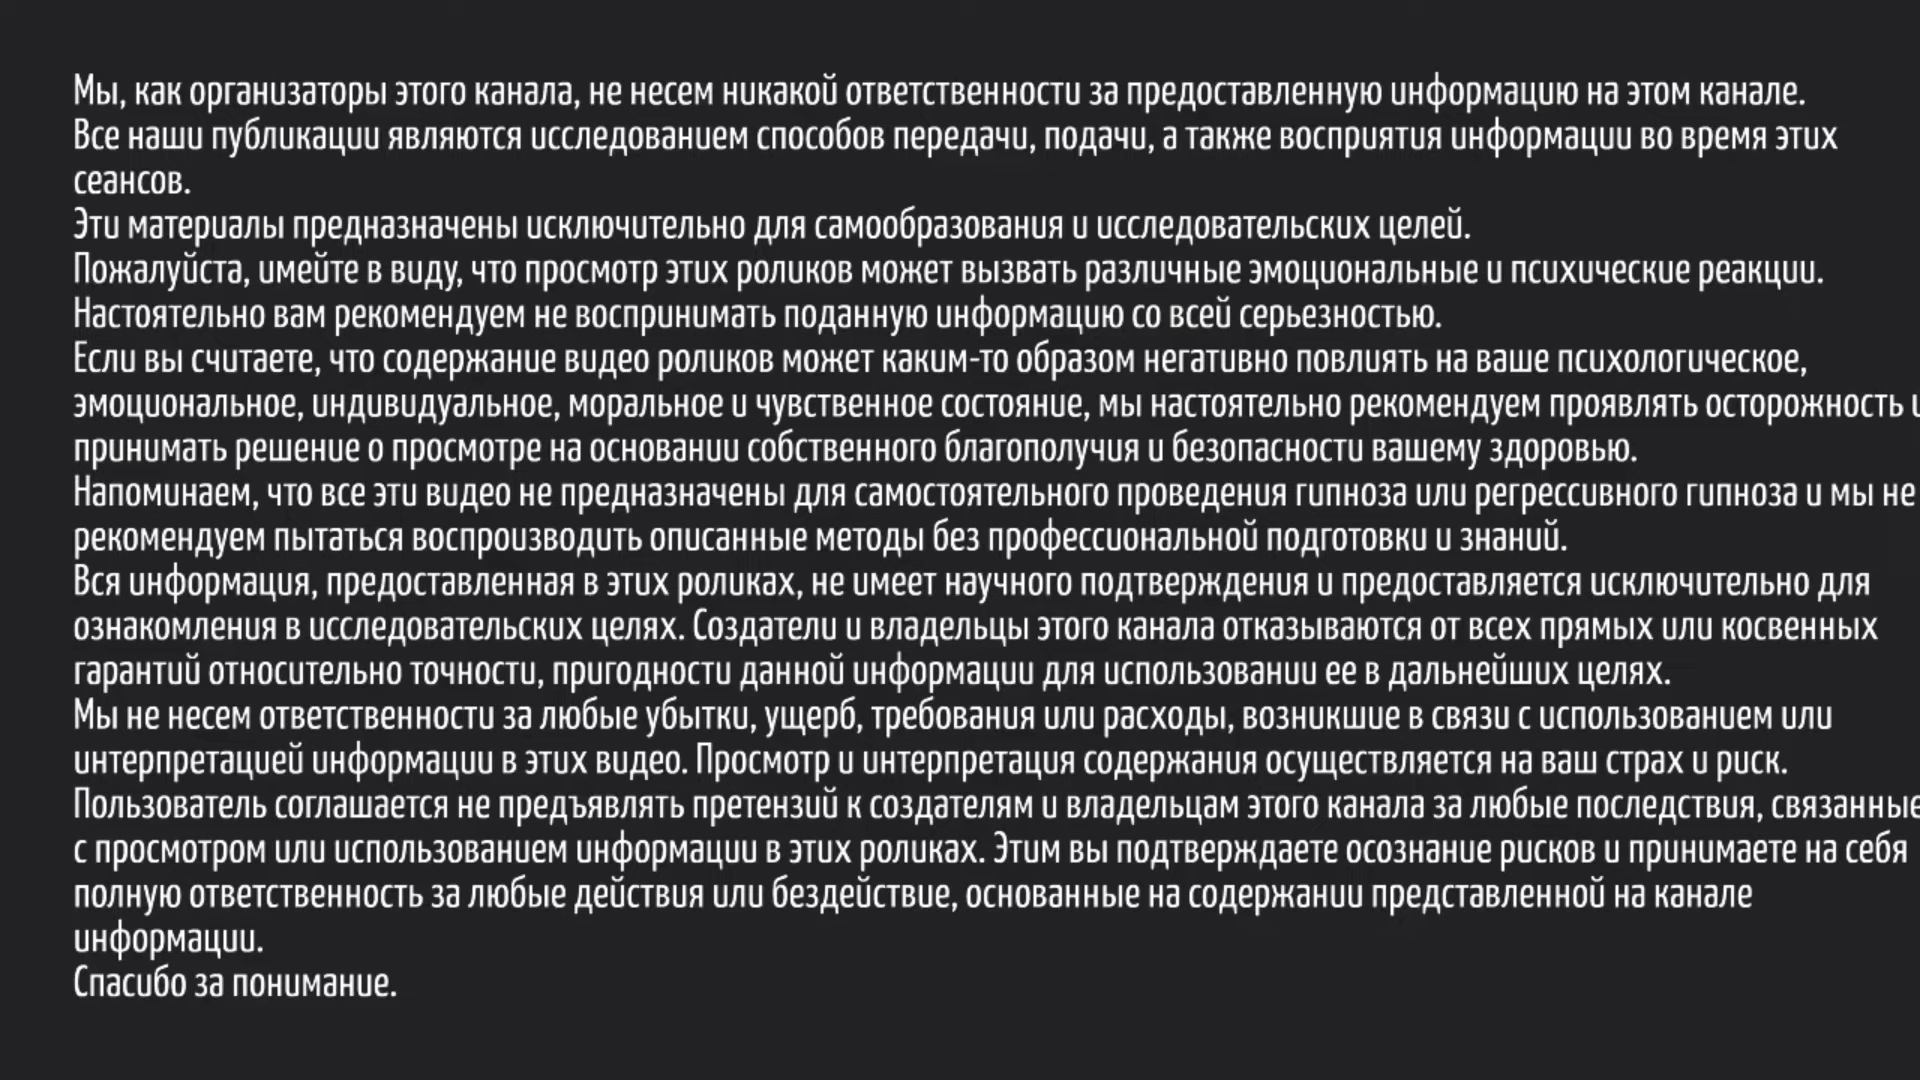 Мы, как организаторы этого канала, не несем никакой ответственности за предоставленную информацию на этом канале.
Все наши публикации являются исследованием способов передачи, подачи, а также восприятия информации во время этих
сеансов.
Эти материалы предназначены исключительно для самообразования и исследовательских целей.
Пожалуйста, имейте в виду, что просмотр этих роликов может вызвать различные эмоциональные и психические реакции.
Настоятельно вам рекомендуем не воспринимать поданную информацию со всей серьезностью.
Если вы считаете, что содержание видео роликов может каким-то образом негативно повлиять на ваше психологическое,
эмоциональное, индивидуальное, моральное и чувственное состояние, мы настоятельно рекомендуем проявлять осторожность и
принимать решение о просмотре на основании собственного благополучия и безопасности вашему здоровью.
Напоминаем, что все эти видео не предназначены для самостоятельного проведения гипноза или регрессивного гипноза и мы не
рекомендуем пытаться воспроизводить описанные методы без профессиональной подготовки и знаний.
Вся информация, предоставленная в этих роликах, не имеет научного подтверждения и предоставляется исключительно для
ознакомления в исследовательских целях. Создатели и владельцы этого канала отказываются от всех прямых или косвенных
гарантий относительно точности, пригодности данной информации для использовании ее в дальнейших целях.
Мы не несем ответственности за любые убытки, ущерб, требования или расходы, возникшие в связи с использованием или
интерпретацией информации в этих видео. Просмотр и интерпретация содержания осуществляется на ваш страх и риск.
Пользователь соглашается не предъявлять претензий к создателям и владельцам этого канала за любые последствия, связанные
с просмотром или использованием информации в этих роликах. Этим вы подтверждаете осознание рисков и принимаете на себя
полную ответственность за любые действия или бездействие, основанные на содержании представленной на канале
информации.
Спасибо за понимание.